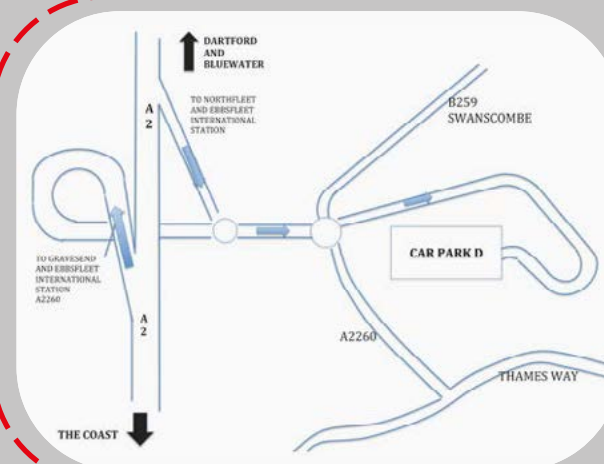 DARTFORD
AND
BLUEWATER
TO NORTHFLEET
AND EBBSFLEET
INTERNATIONAL
STATION
A
2
B259
SWANSCOMBE
CAR PARK D
TO GRAVESEND
AND EBBSFLEET
INTERNATIONAL
STATION
A2260
A
2
A2260
THAMES WAY
THE COAST